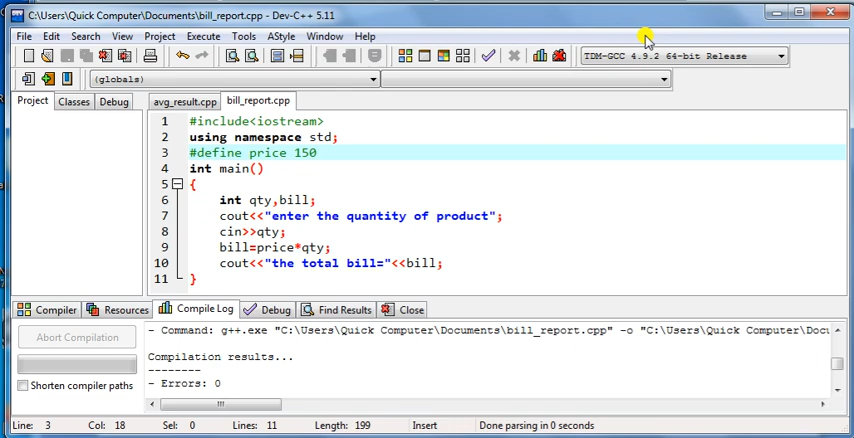 C:\Users\Quick Computer\Documents\bill_report.cpp - Dev-C++ 5.11
File Edit Search View Project Execute Tools AStyle Window Help
TDM-GCC 4.9.2 64-bit Release
(globals)
Project Classes Debug avg_result.cpp bill_report.cpp
1 #include<iostream>
2 using namespace std;
3 #define price 150
4 int main()
5 {
6 int qty,bill;
7 cout<<"enter the quantity of product";
8 cin>>qty;
9 bill=price*qty;
10 cout<<"the total bill="<<bill;
11 }
Compiler Resources Compile Log Debug Find Results Close
Abort Compilation
Shorten compiler paths
- Command: g++.exe "C:\Users\Quick Computer\Documents\bill_report.cpp" -o "C:\Users\Quick Computer\Docu
Compilation results...
--------
- Errors: 0
Line: 3 Col: 18 Sel: 0 Lines: 11 Length: 199 Insert Done parsing in 0 seconds